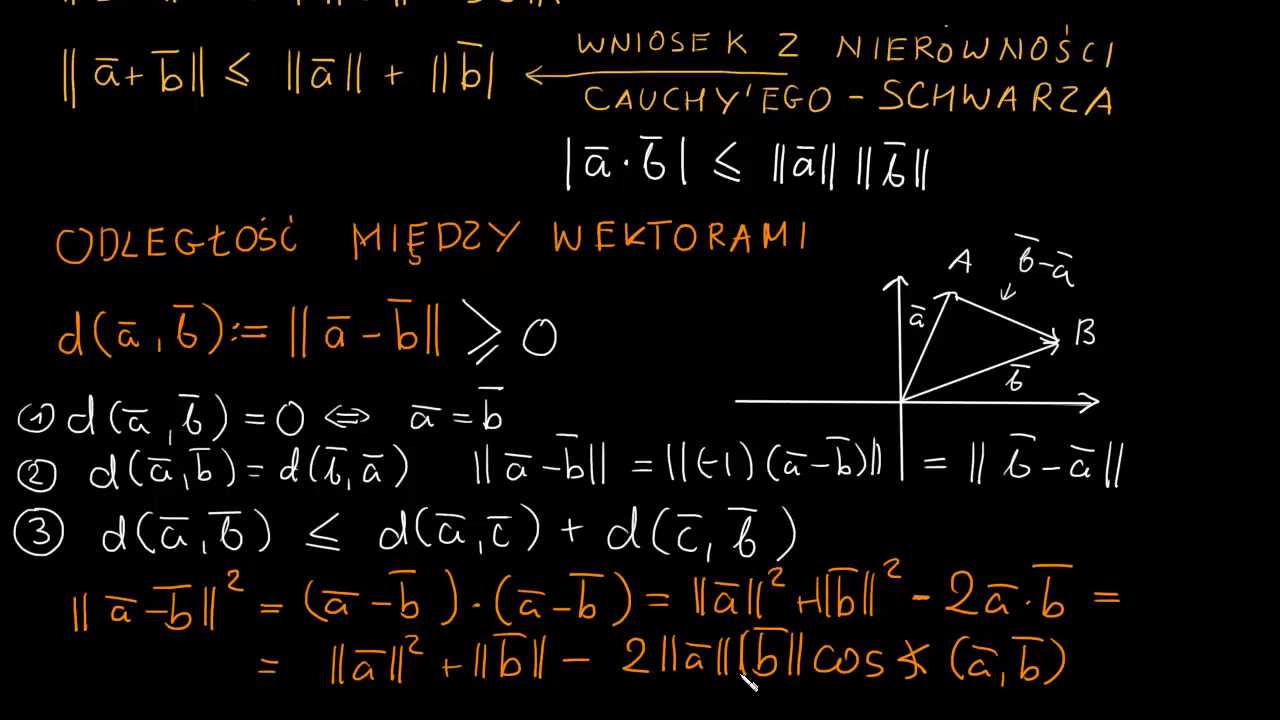 ‖ā+b̄‖ ≤ ‖ā‖ + ‖b̄|
WNIOSEK Z NIERÓWNOŚCI
CAUCHY'EGO - SCHWARZA
|ā · b̄| ≤ ‖ā‖ ‖b̄‖
ODLEGŁOŚĆ MIĘDZY WEKTORAMI
d(ā, b̄) := ‖ā - b̄‖ ⩾ 0
A
b̄-ā
ā
B
b̄
① d(ā, b̄) = 0 ⇔ ā = b̄
② d(ā, b̄) = d(b̄, ā) ‖ā - b̄‖ = ‖(-1)(ā-b̄)‖ = ‖b̄-ā‖
③ d(ā, b̄) ≤ d(ā, c̄) + d(c̄, b̄)
‖ā-b̄‖² = (ā-b̄)·(ā-b̄) = ‖ā‖² + ‖b̄‖² - 2ā·b̄ =
= ‖ā‖² + ‖b̄‖ - 2‖ā‖‖b̄‖cos∢(ā, b̄)